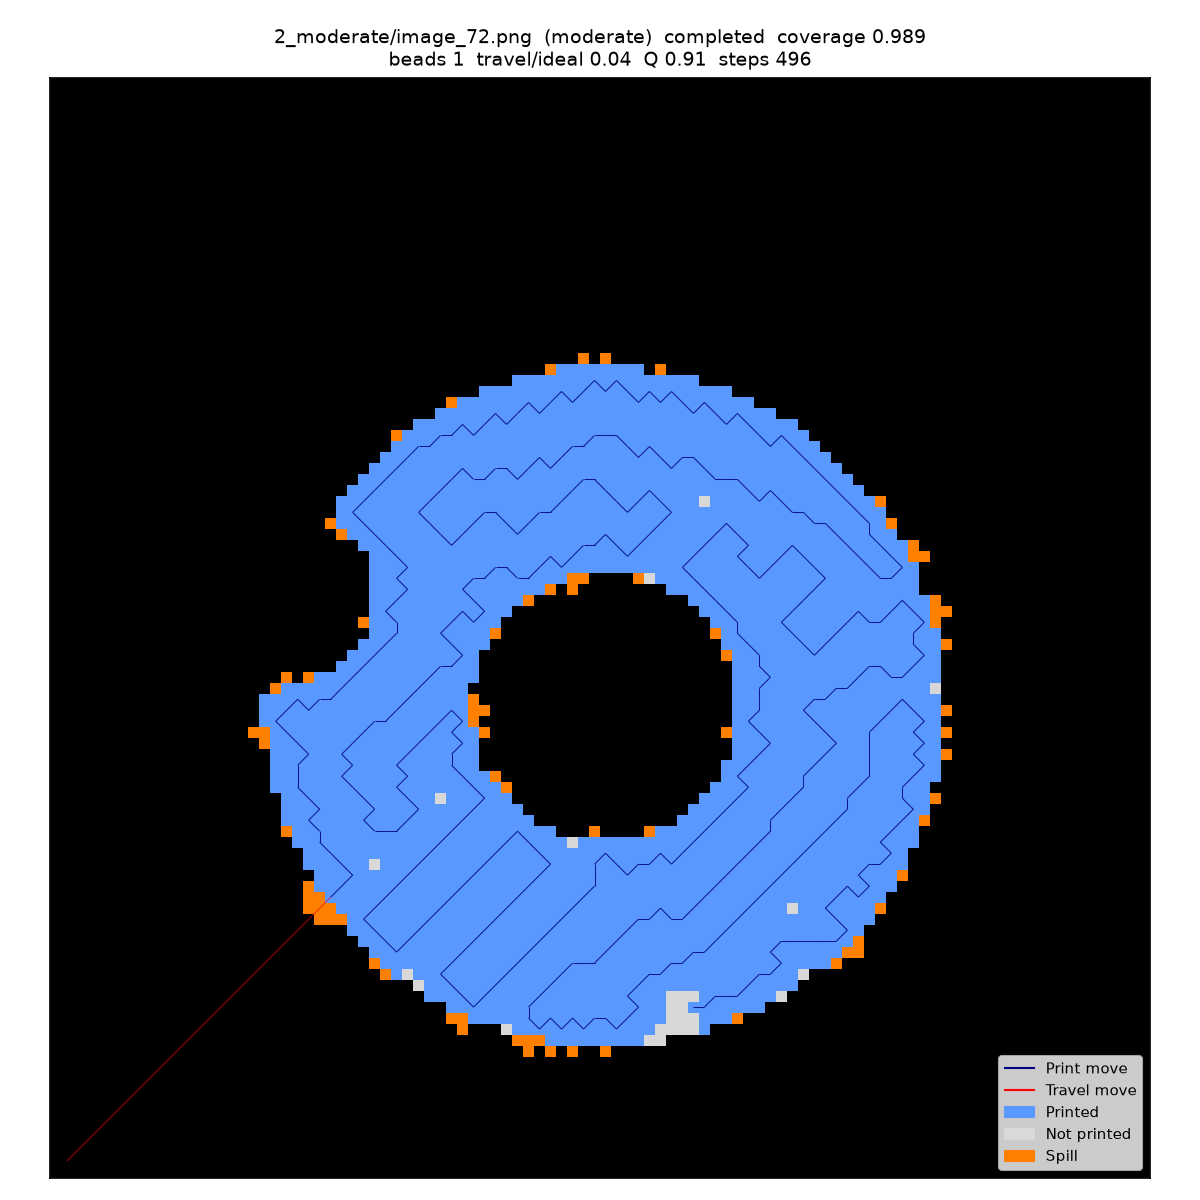 2_moderate/image_72.png  (moderate)  completed  coverage 0.989
beads 1  travel/ideal 0.04  Q 0.91  steps 496
Print move
Travel move
Printed
Not printed
Spill